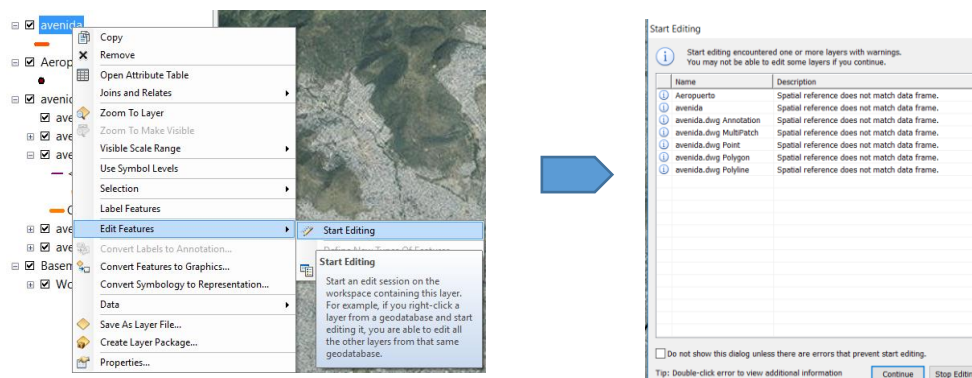 avenida
Copy
Remove
Aerop
Open Attribute Table
Joins and Relates
avenid
Zoom To Layer
ave
Zoom To Make Visible
ave
Visible Scale Range
ave
Use Symbol Levels
Selection
Label Features
ave
Edit Features
Start Editing
ave
Convert Labels to Annotation...
Define New Types Of Features...
Basem
Convert Features to Graphics...
Wo
Convert Symbology to Representation...
Data
Save As Layer File...
Create Layer Package...
Properties...
Start Editing
Start an edit session on the
workspace containing this layer.
For example, if you right-click a
layer from a geodatabase and start
editing it, you are able to edit all
the other layers from that same
geodatabase.
Start Editing
Start editing encountered one or more layers with warnings.
You may not be able to edit some layers if you continue.
Name Description
Aeropuerto Spatial reference does not match data frame.
avenida Spatial reference does not match data frame.
avenida.dwg Annotation Spatial reference does not match data frame.
avenida.dwg MultiPatch Spatial reference does not match data frame.
avenida.dwg Point Spatial reference does not match data frame.
avenida.dwg Polygon Spatial reference does not match data frame.
avenida.dwg Polyline Spatial reference does not match data frame.
Do not show this dialog unless there are errors that prevent start editing.
Tip: Double-click error to view additional information
Continue Stop Editin